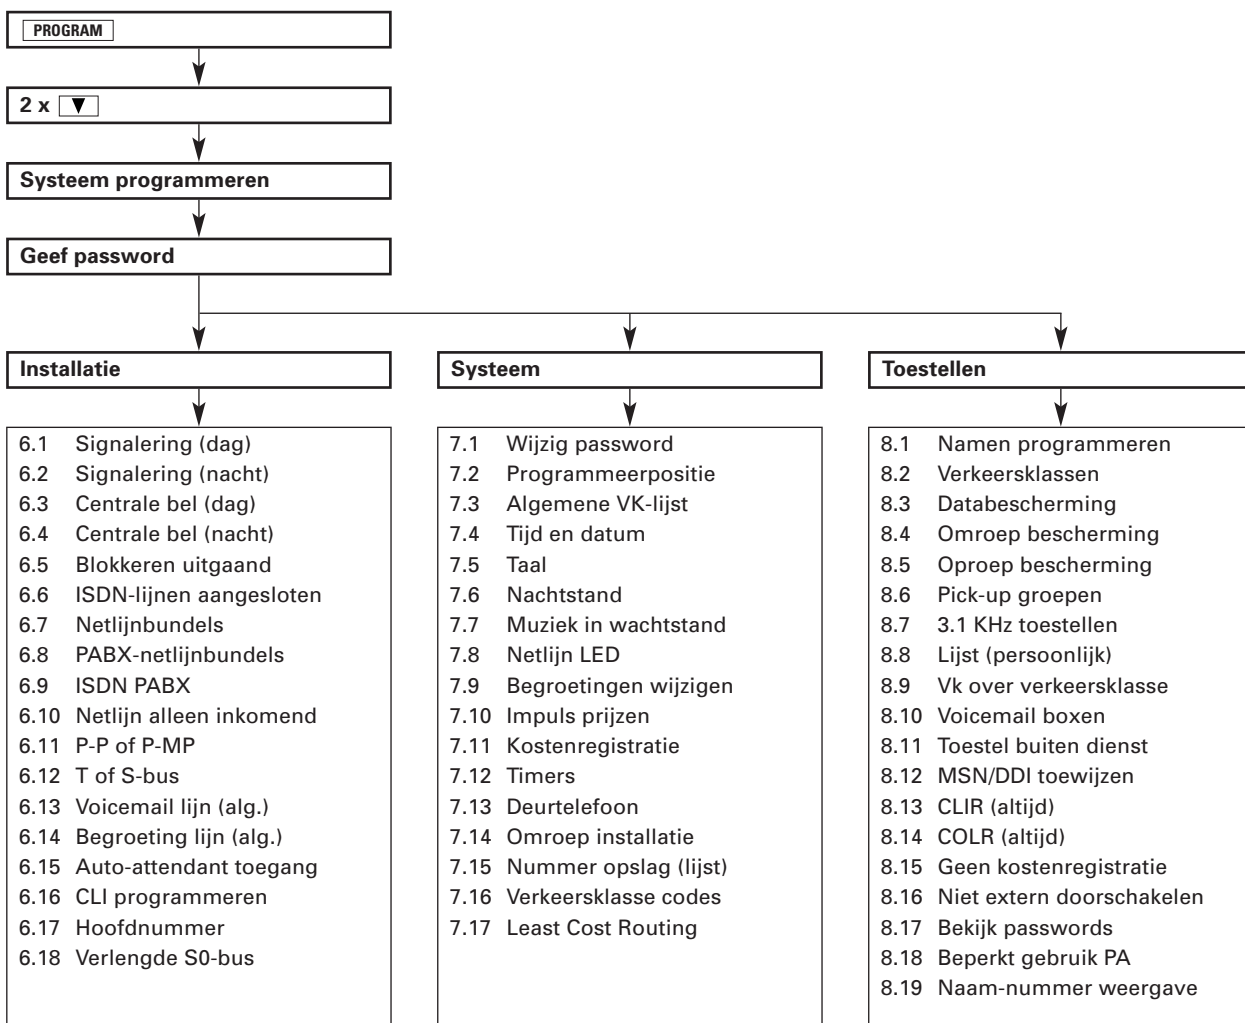 PROGRAM
2 x ▼
Systeem programmeren
Geef password
Installatie
6.1 Signalering (dag)
6.2 Signalering (nacht)
6.3 Centrale bel (dag)
6.4 Centrale bel (nacht)
6.5 Blokkeren uitgaand
6.6 ISDN-lijnen aangesloten
6.7 Netlijnbundels
6.8 PABX-netlijnbundels
6.9 ISDN PABX
6.10 Netlijn alleen inkomend
6.11 P-P of P-MP
6.12 T of S-bus
6.13 Voicemail lijn (alg.)
6.14 Begroeting lijn (alg.)
6.15 Auto-attendant toegang
6.16 CLI programmeren
6.17 Hoofdnummer
6.18 Verlengde S0-bus
Systeem
7.1 Wijzig password
7.2 Programmeerpositie
7.3 Algemene VK-lijst
7.4 Tijd en datum
7.5 Taal
7.6 Nachtstand
7.7 Muziek in wachtstand
7.8 Netlijn LED
7.9 Begroetingen wijzigen
7.10 Impuls prijzen
7.11 Kostenregistratie
7.12 Timers
7.13 Deurtelefoon
7.14 Omroep installatie
7.15 Nummer opslag (lijst)
7.16 Verkeersklasse codes
7.17 Least Cost Routing
Toestellen
8.1 Namen programmeren
8.2 Verkeersklassen
8.3 Databescherming
8.4 Omroep bescherming
8.5 Oproep bescherming
8.6 Pick-up groepen
8.7 3.1 KHz toestellen
8.8 Lijst (persoonlijk)
8.9 Vk over verkeersklasse
8.10 Voicemail boxen
8.11 Toestel buiten dienst
8.12 MSN/DDI toewijzen
8.13 CLIR (altijd)
8.14 COLR (altijd)
8.15 Geen kostenregistratie
8.16 Niet extern doorschakelen
8.17 Bekijk passwords
8.18 Beperkt gebruik PA
8.19 Naam-nummer weergave